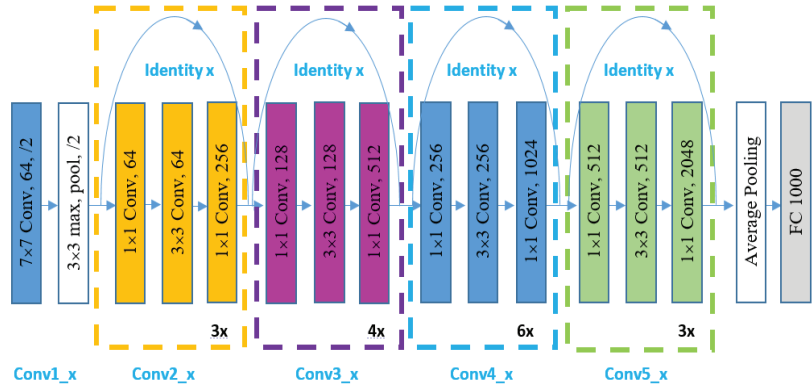 Identity x
Identity x
Identity x
Identity x
7×7 Conv, 64, /2
3×3 max, pool, /2
1×1 Conv, 64
3×3 Conv, 64
1×1 Conv, 256
1×1 Conv, 128
3×3 Conv, 128
1×1 Conv, 512
1×1 Conv, 256
3×3 Conv, 256
1×1 Conv, 1024
1×1 Conv, 512
3×3 Conv, 512
1×1 Conv, 2048
Average Pooling
FC 1000
3x
4x
6x
3x
Conv1_x
Conv2_x
Conv3_x
Conv4_x
Conv5_x